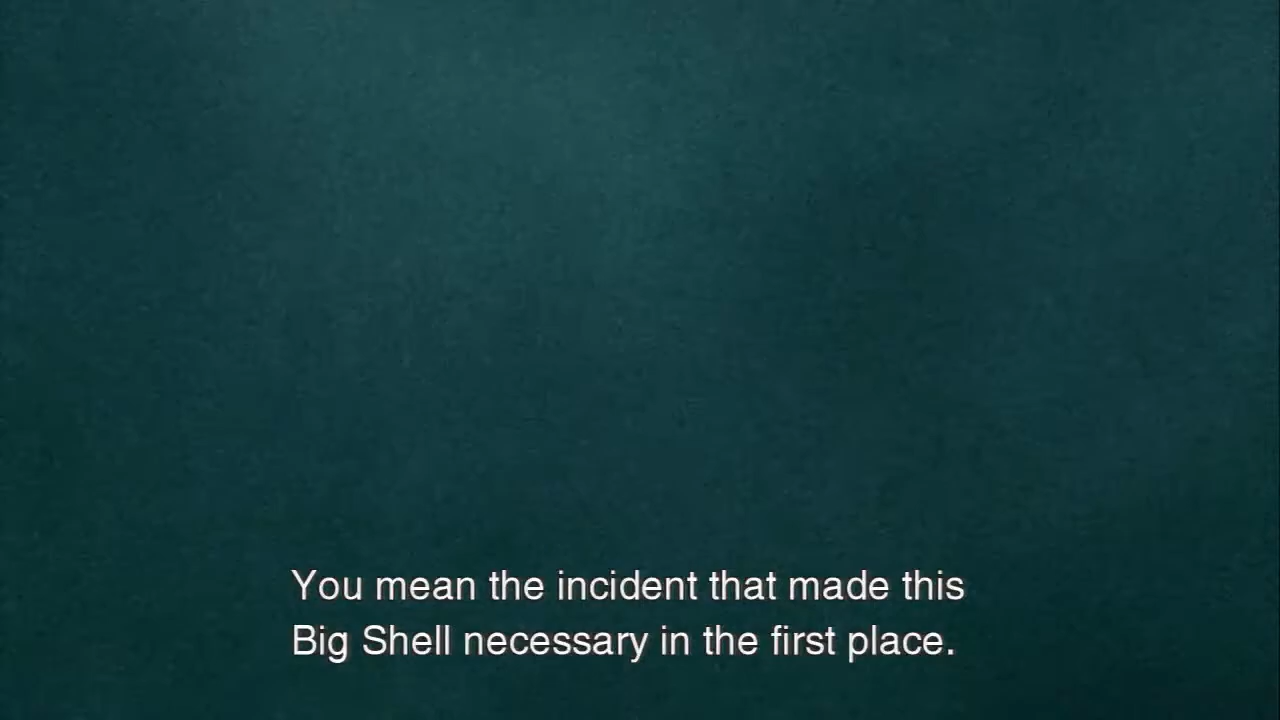 You mean the incident that made this
Big Shell necessary in the first place.